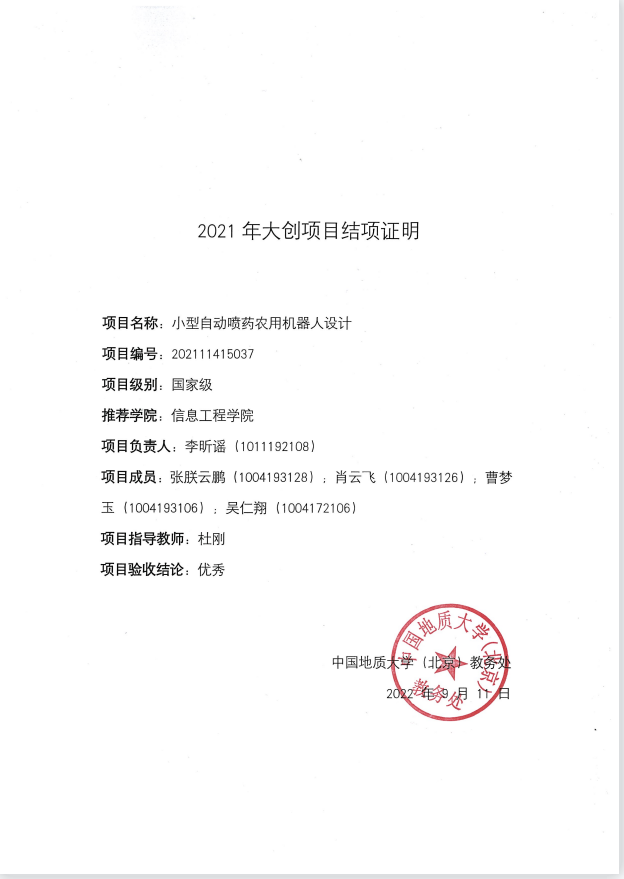 2021 年大创项目结项证明
项目名称：小型自动喷药农用机器人设计
项目编号：202111415037
项目级别：国家级
推荐学院：信息工程学院
项目负责人：李昕谣（1011192108）
项目成员：张朕云鹏（1004193128）；肖云飞（1004193126）；曹梦
玉（1004193106）；吴仁翔（1004172106）
项目指导教师：杜刚
项目验收结论：优秀
中国地质大学（北京）教务处
2022 年 9 月 11 日
中国地质大学(北京)
教务处